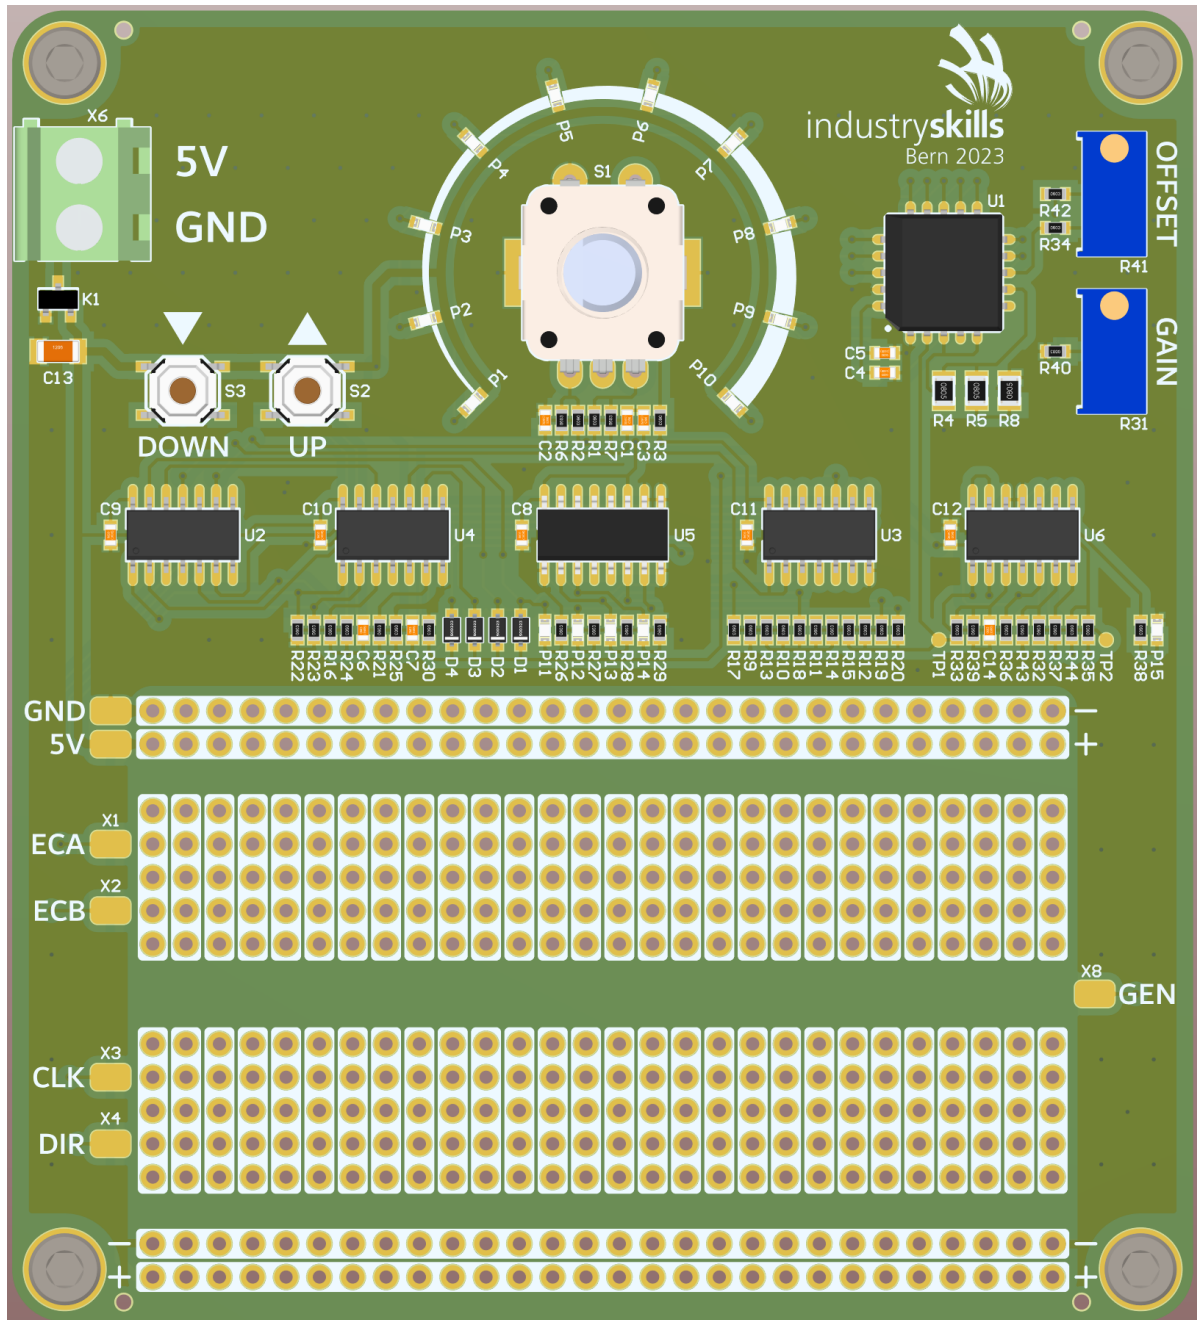 X6
5V
GND
K1
C13
S3
S2
DOWN
UP
P1
P2
P3
P4
P5
P6
P7
P8
P9
P10
S1
industryskills
Bern 2023
U1
R42
R34
OFFSET
R41
C5
C4
R40
GAIN
R4
R5
R8
R31
C2
R6
R2
R1
R7
C1
C3
R3
C9
U2
C10
U4
C8
U5
C11
U3
C12
U6
R22
R23
R16
R24
C6
R21
R25
C7
R30
D4
D3
D2
D1
P11
R26
P12
R27
P13
R28
P14
R29
R17
R9
R13
R10
R18
R11
R14
R15
R12
R19
R20
TP1
R33
R39
C14
R36
R43
R32
R37
R44
R35
TP2
R38
P15
GND
−
5V
+
X1
ECA
X2
ECB
X8
GEN
X3
CLK
X4
DIR
− −
+ +